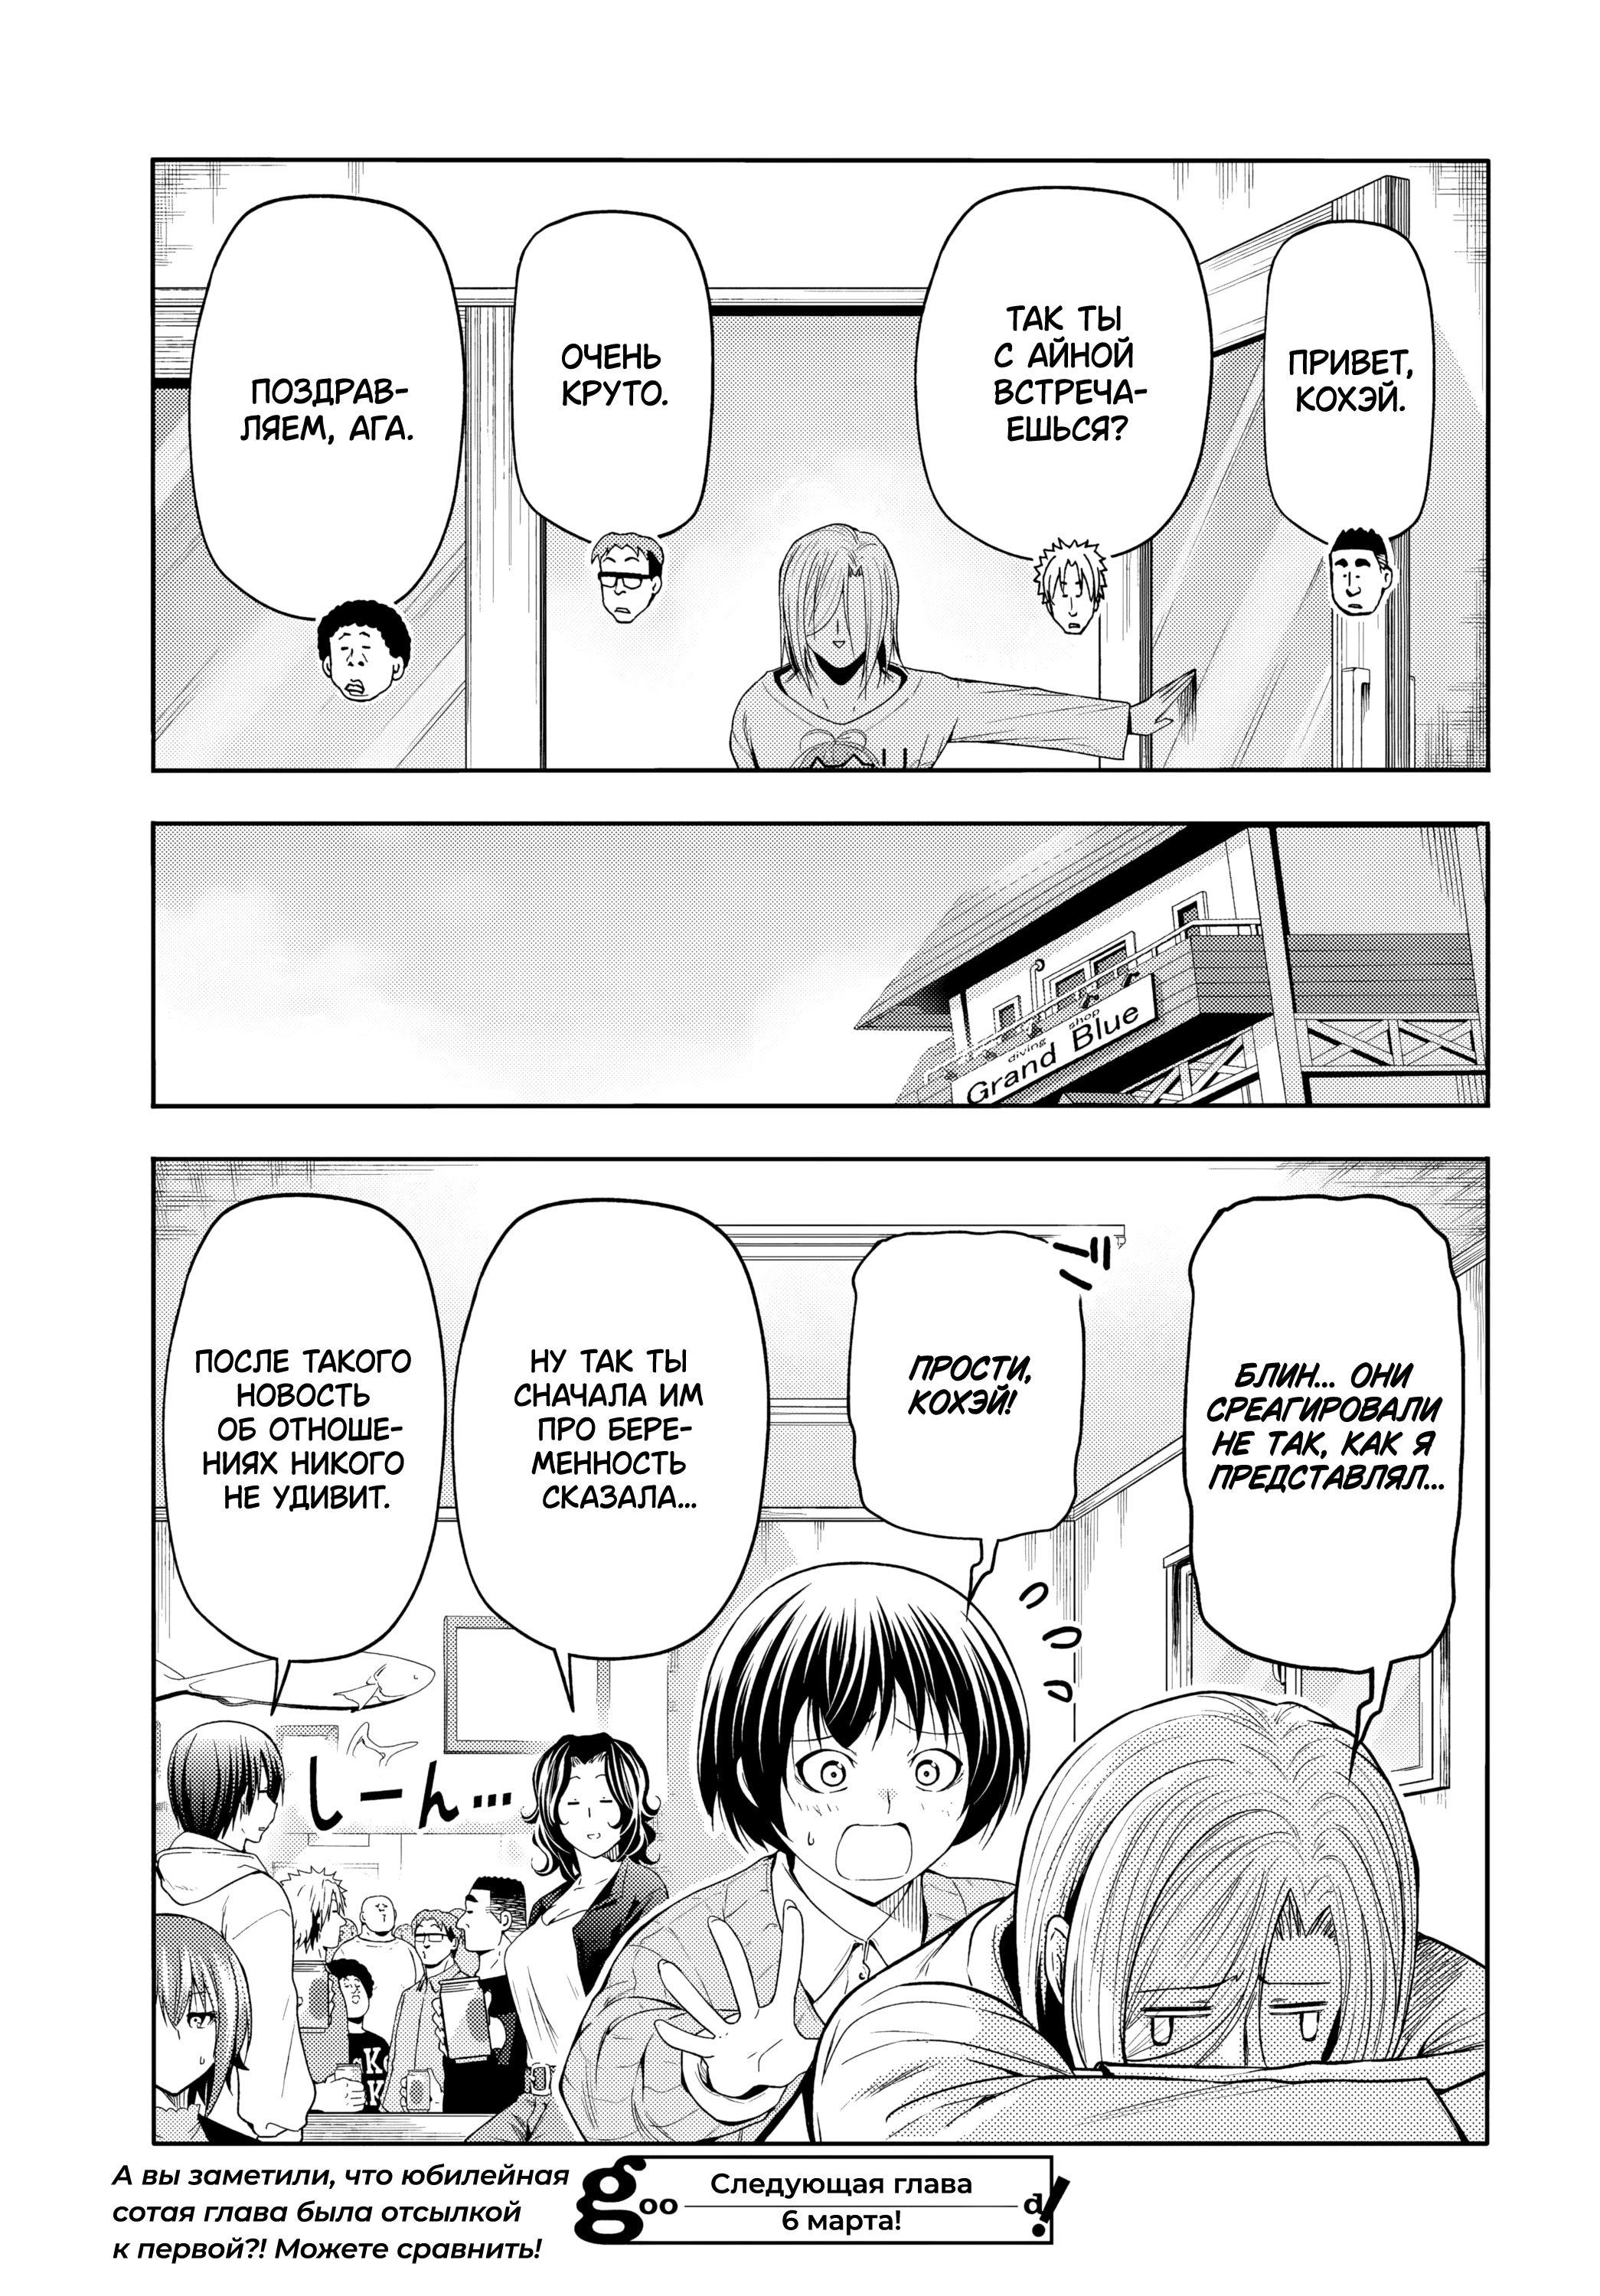 ПРИВЕТ,
КОХЭЙ.
ТАК ТЫ
С АЙНОЙ
ВСТРЕЧА-
ЕШЬСЯ?
ОЧЕНЬ
КРУТО.
ПОЗДРАВ-
ЛЯЕМ, АГА.
diving shop
Grand Blue
БЛИН... ОНИ
СРЕАГИРОВАЛИ
НЕ ТАК, КАК Я
ПРЕДСТАВЛЯЛ...
ПРОСТИ,
КОХЭЙ!
НУ ТАК ТЫ
СНАЧАЛА ИМ
ПРО БЕРЕ-
МЕННОСТЬ
СКАЗАЛА...
ПОСЛЕ ТАКОГО
НОВОСТЬ
ОБ ОТНОШЕ-
НИЯХ НИКОГО
НЕ УДИВИТ.
しーん…
А вы заметили, что юбилейная
сотая глава была отсылкой
к первой?! Можете сравнить!
good!
Следующая глава
6 марта!